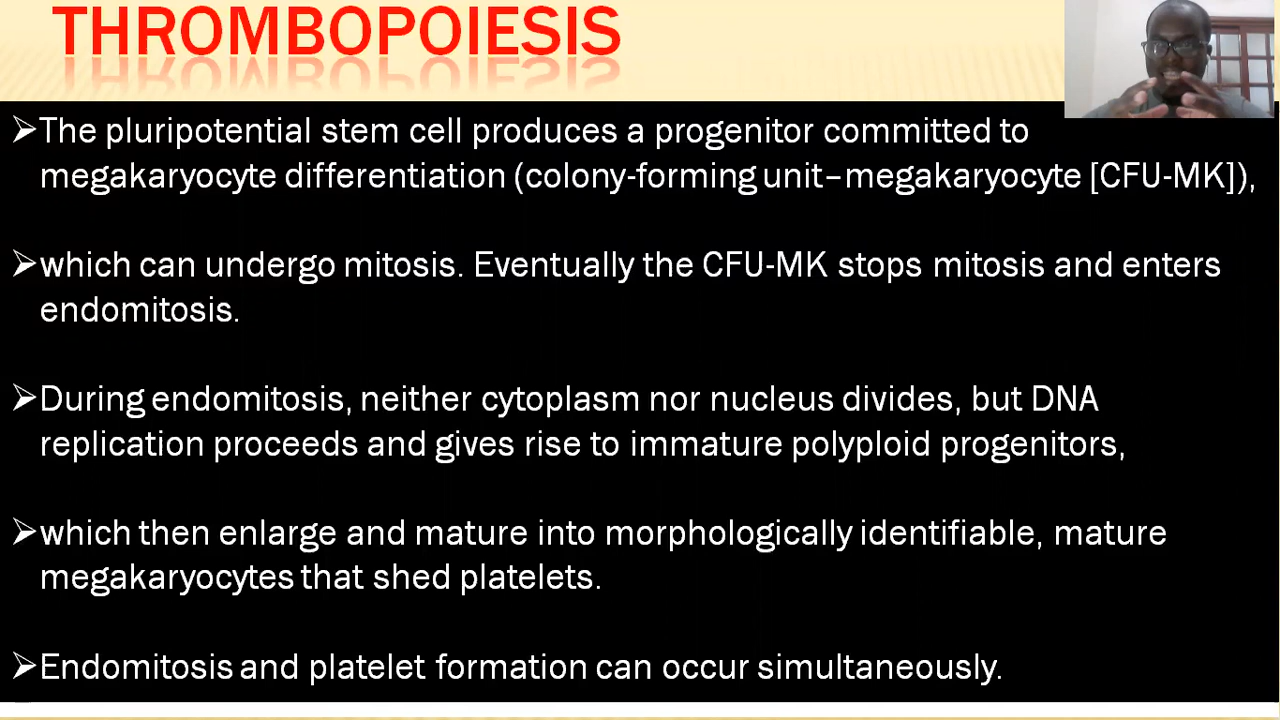 THROMBOPOIESIS
➢The pluripotential stem cell produces a progenitor committed to
megakaryocyte differentiation (colony-forming unit–megakaryocyte [CFU-MK]),
➢which can undergo mitosis. Eventually the CFU-MK stops mitosis and enters
endomitosis.
➢During endomitosis, neither cytoplasm nor nucleus divides, but DNA
replication proceeds and gives rise to immature polyploid progenitors,
➢which then enlarge and mature into morphologically identifiable, mature
megakaryocytes that shed platelets.
➢Endomitosis and platelet formation can occur simultaneously.